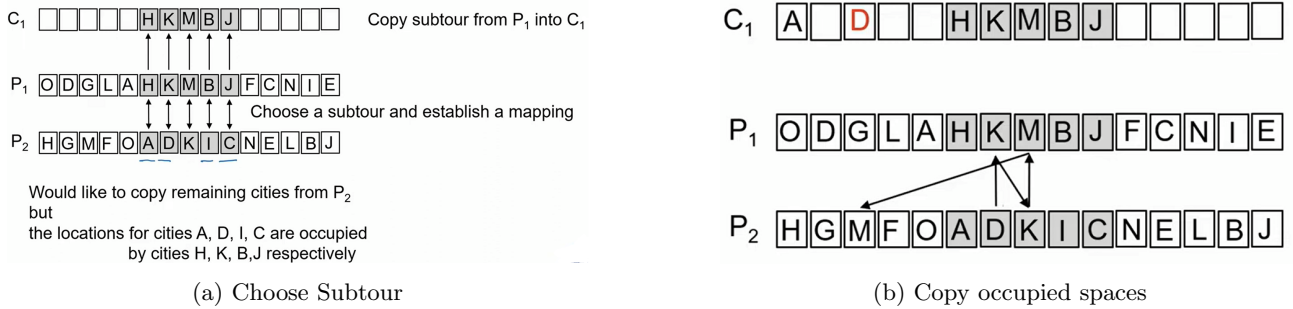 C1 H K M B J Copy subtour from P1 into C1
P1 O D G L A H K M B J F C N I E
Choose a subtour and establish a mapping
P2 H G M F O A D K I C N E L B J
Would like to copy remaining cities from P2
but
the locations for cities A, D, I, C are occupied
by cities H, K, B,J respectively
(a) Choose Subtour
C1 A D H K M B J
P1 O D G L A H K M B J F C N I E
P2 H G M F O A D K I C N E L B J
(b) Copy occupied spaces